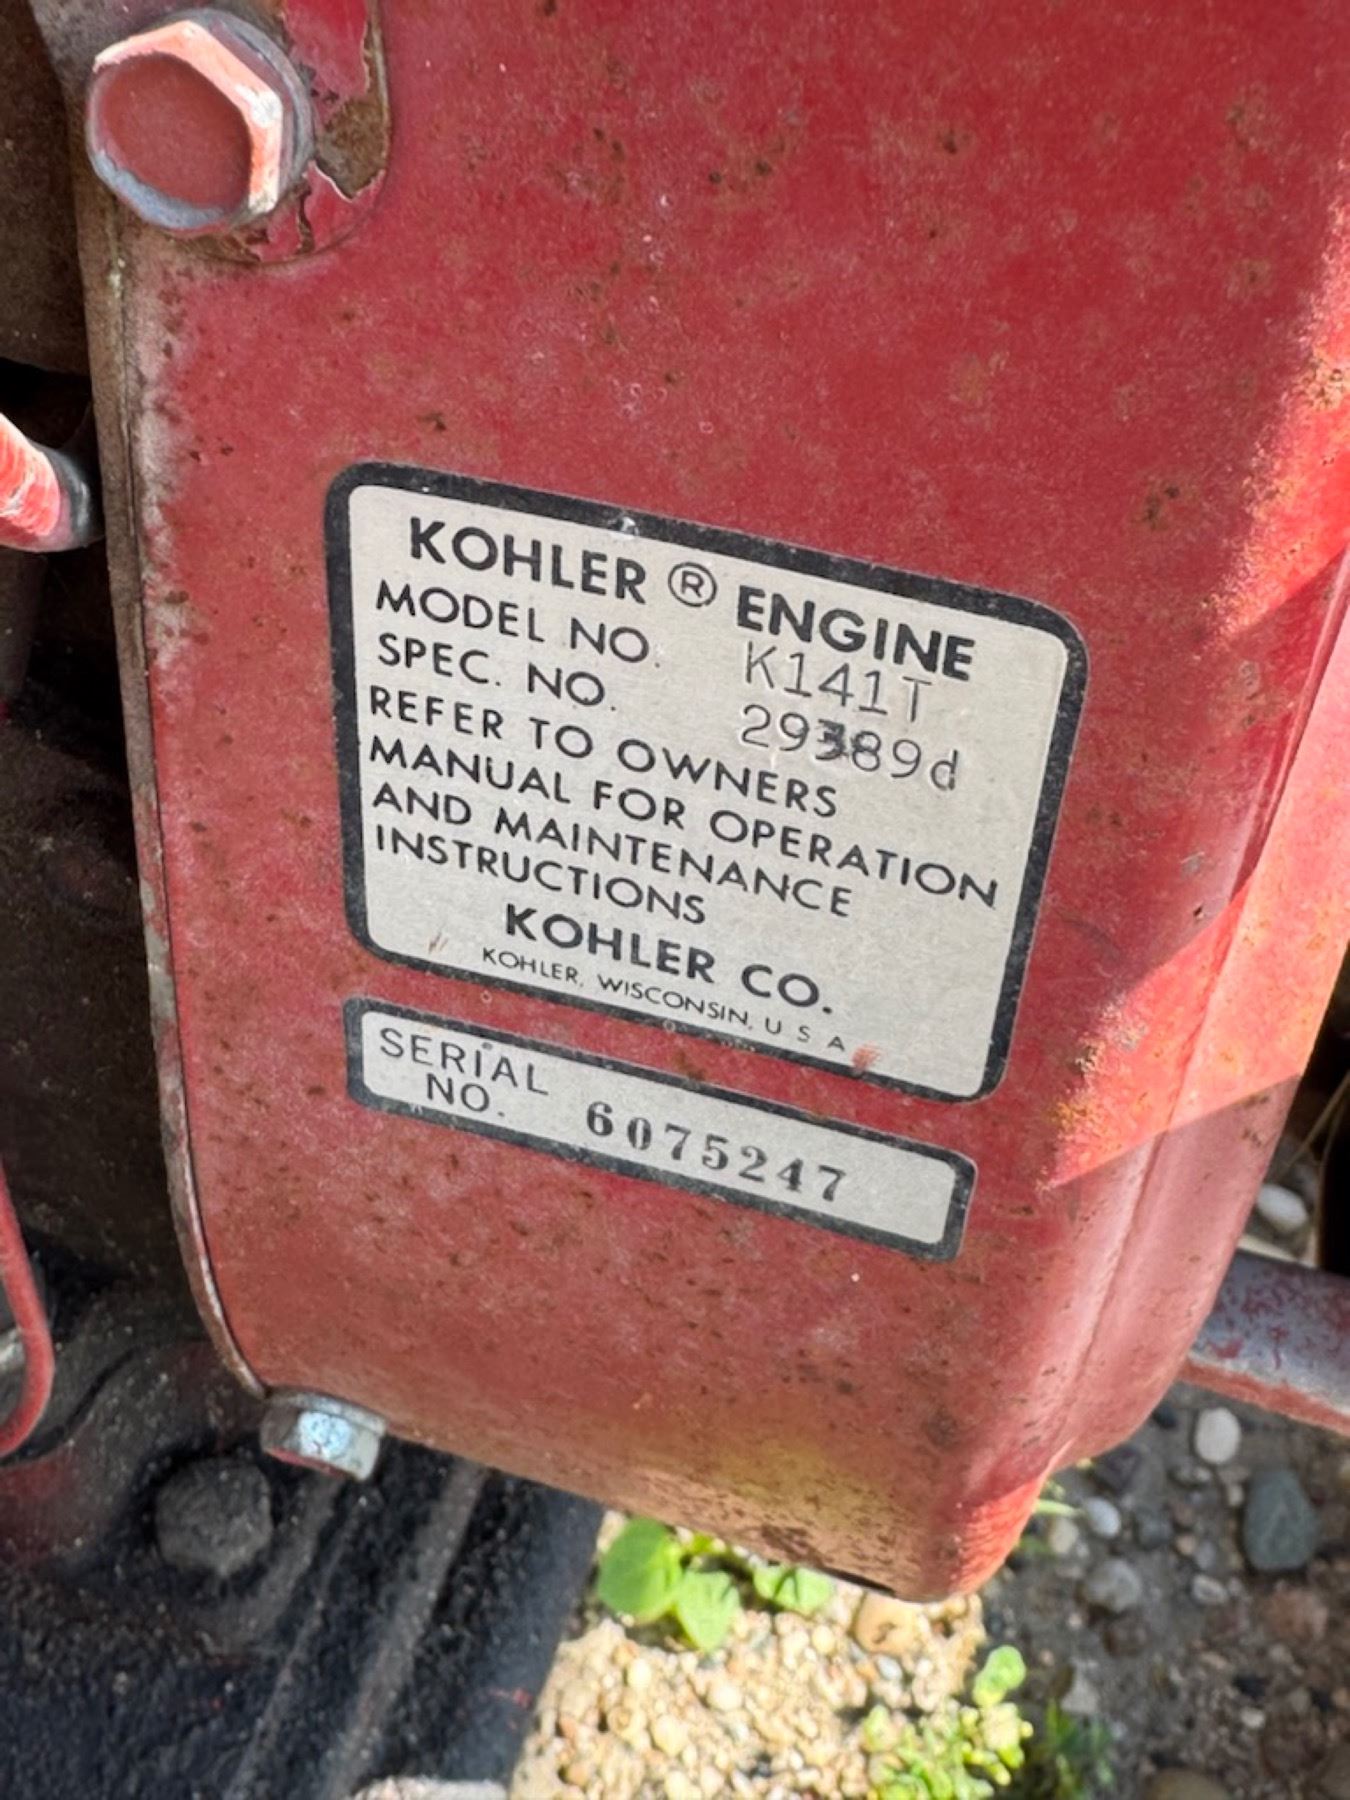 KOHLER ® ENGINE
MODEL NO. K141T
SPEC. NO. 29389d
REFER TO OWNERS
MANUAL FOR OPERATION
AND MAINTENANCE
INSTRUCTIONS
KOHLER CO.
KOHLER, WISCONSIN, U S A
SERIAL
NO. 6075247